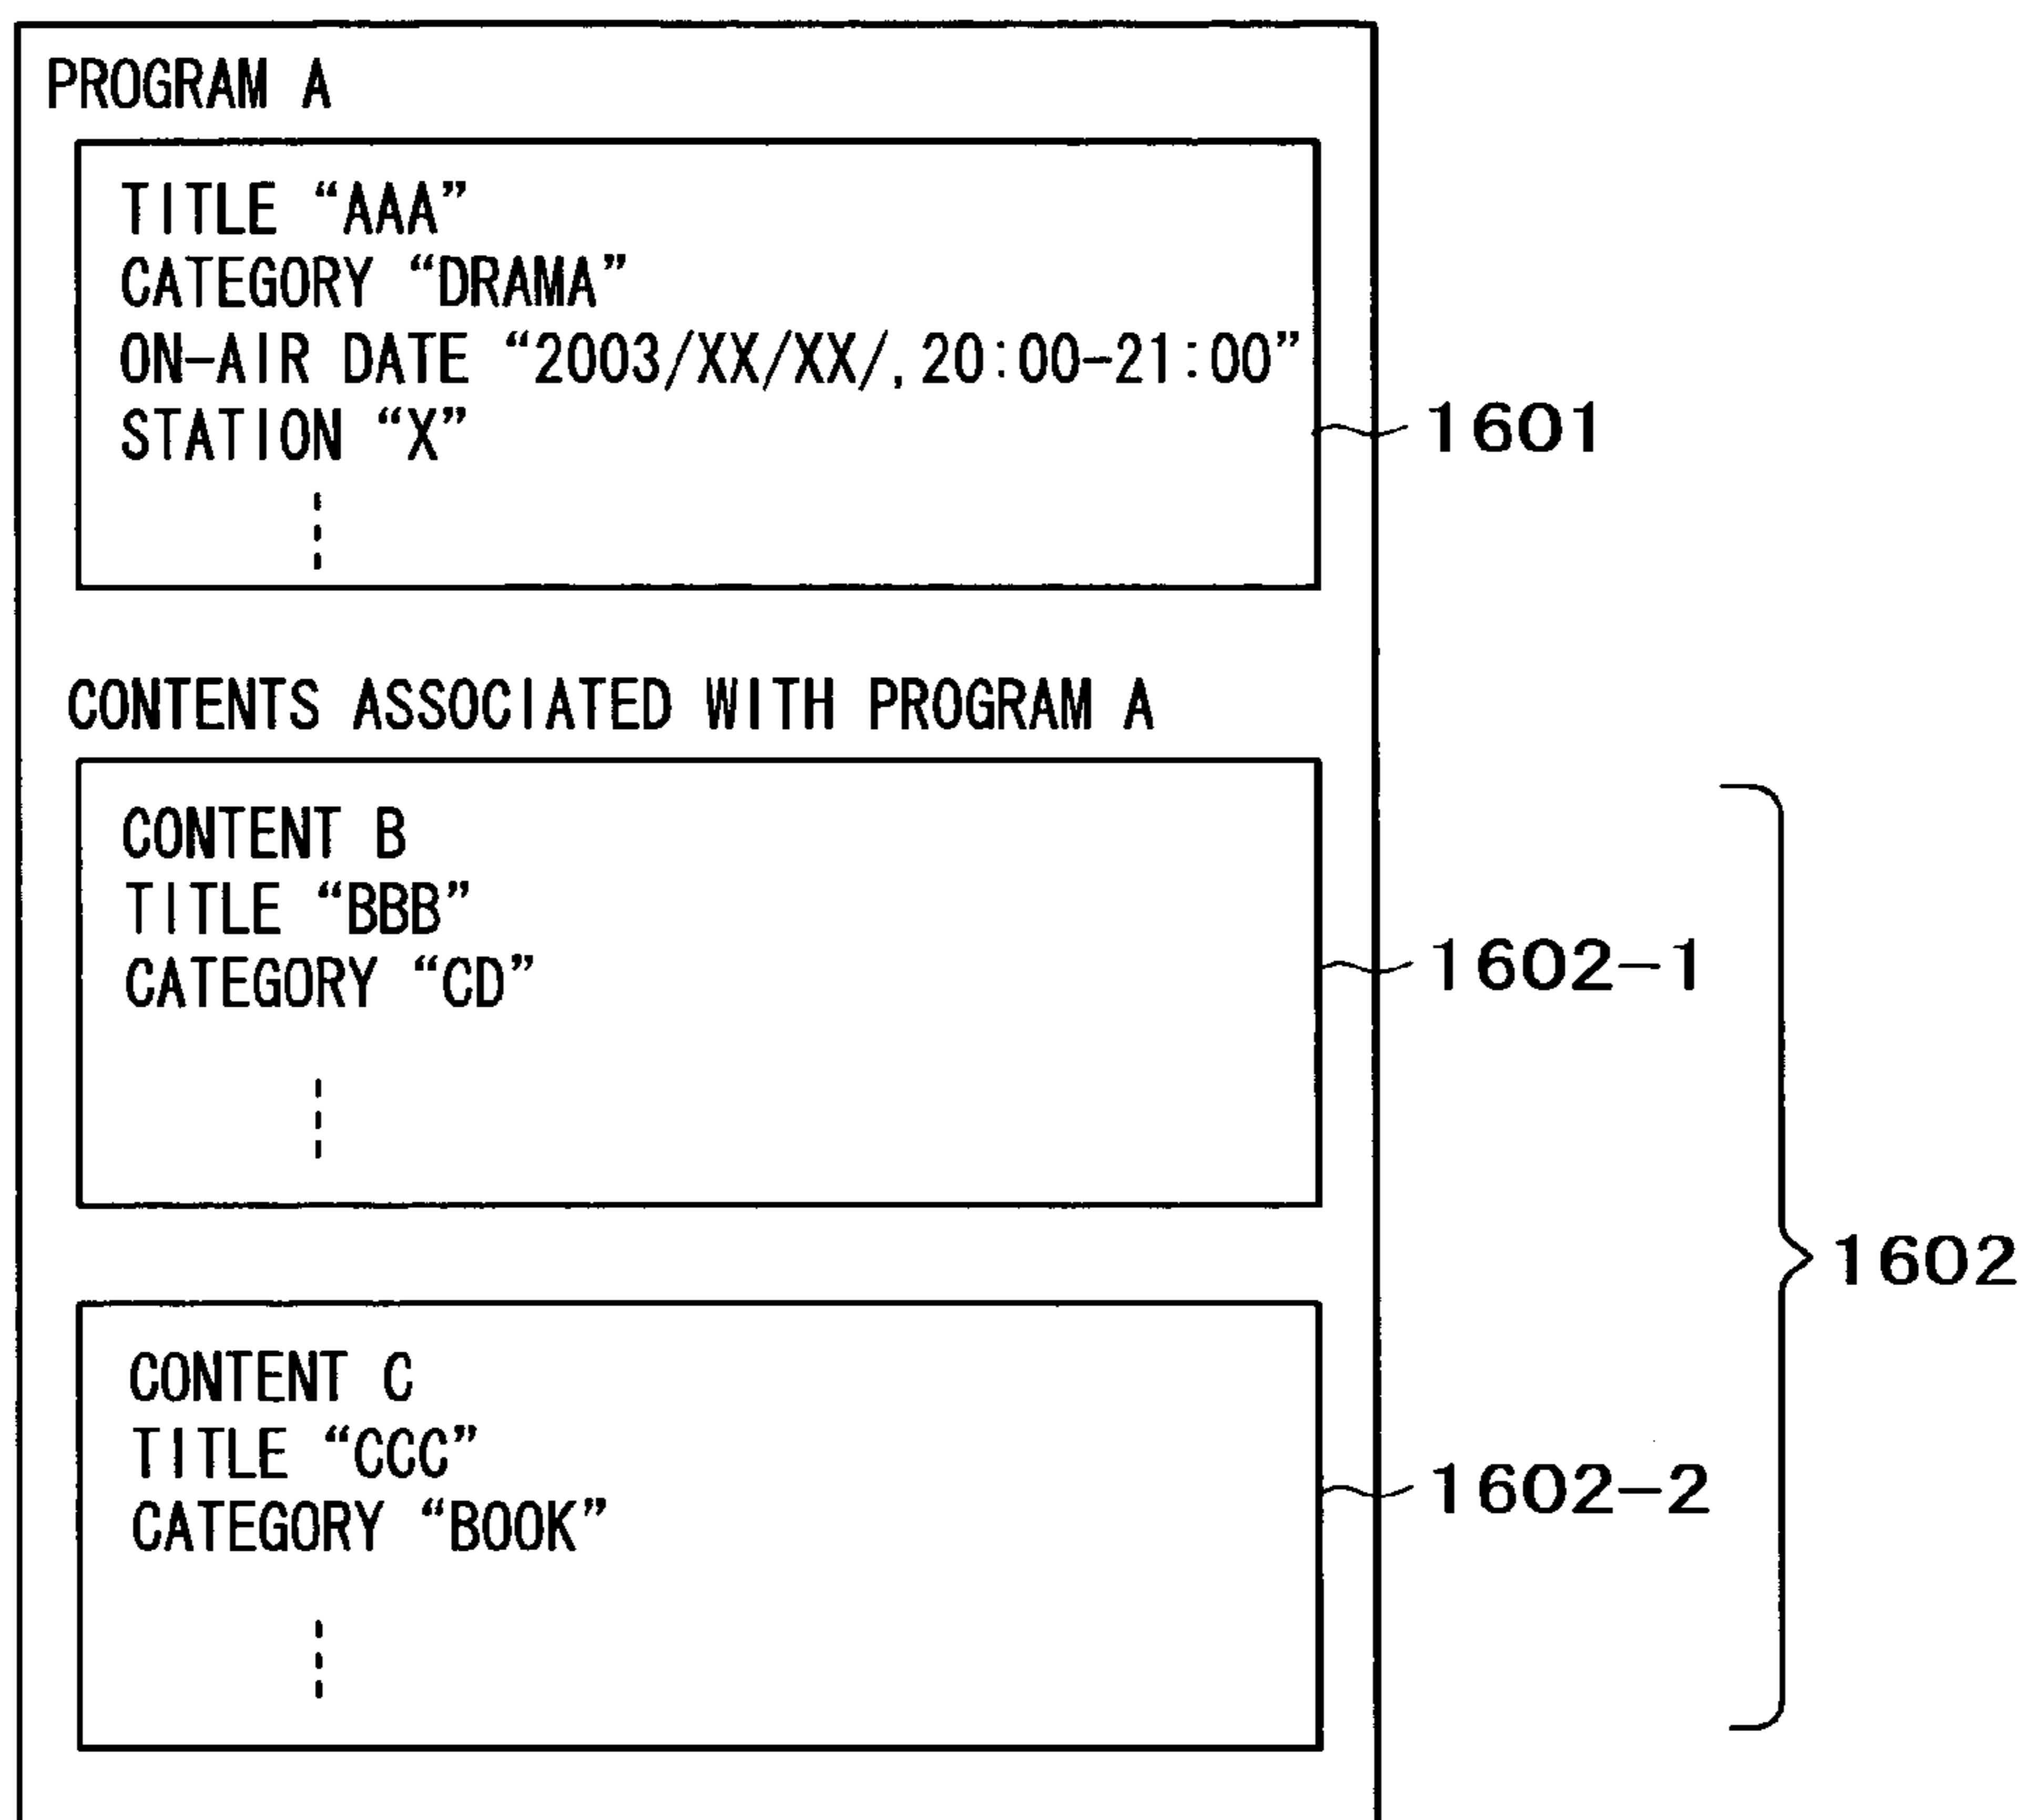 PROGRAM A
TITLE “AAA”
CATEGORY “DRAMA”
ON-AIR DATE “2003/XX/XX/, 20:00-21:00”
STATION “X”
1601
CONTENTS ASSOCIATED WITH PROGRAM A
CONTENT B
TITLE “BBB”
CATEGORY “CD”
1602-1
1602
CONTENT C
TITLE “CCC”
CATEGORY “BOOK”
1602-2